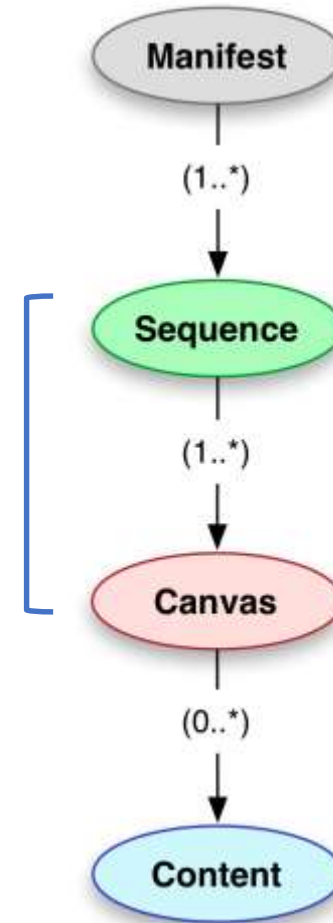 Manifest
(1..*)
Sequence
(1..*)
Canvas
(0..*)
Content